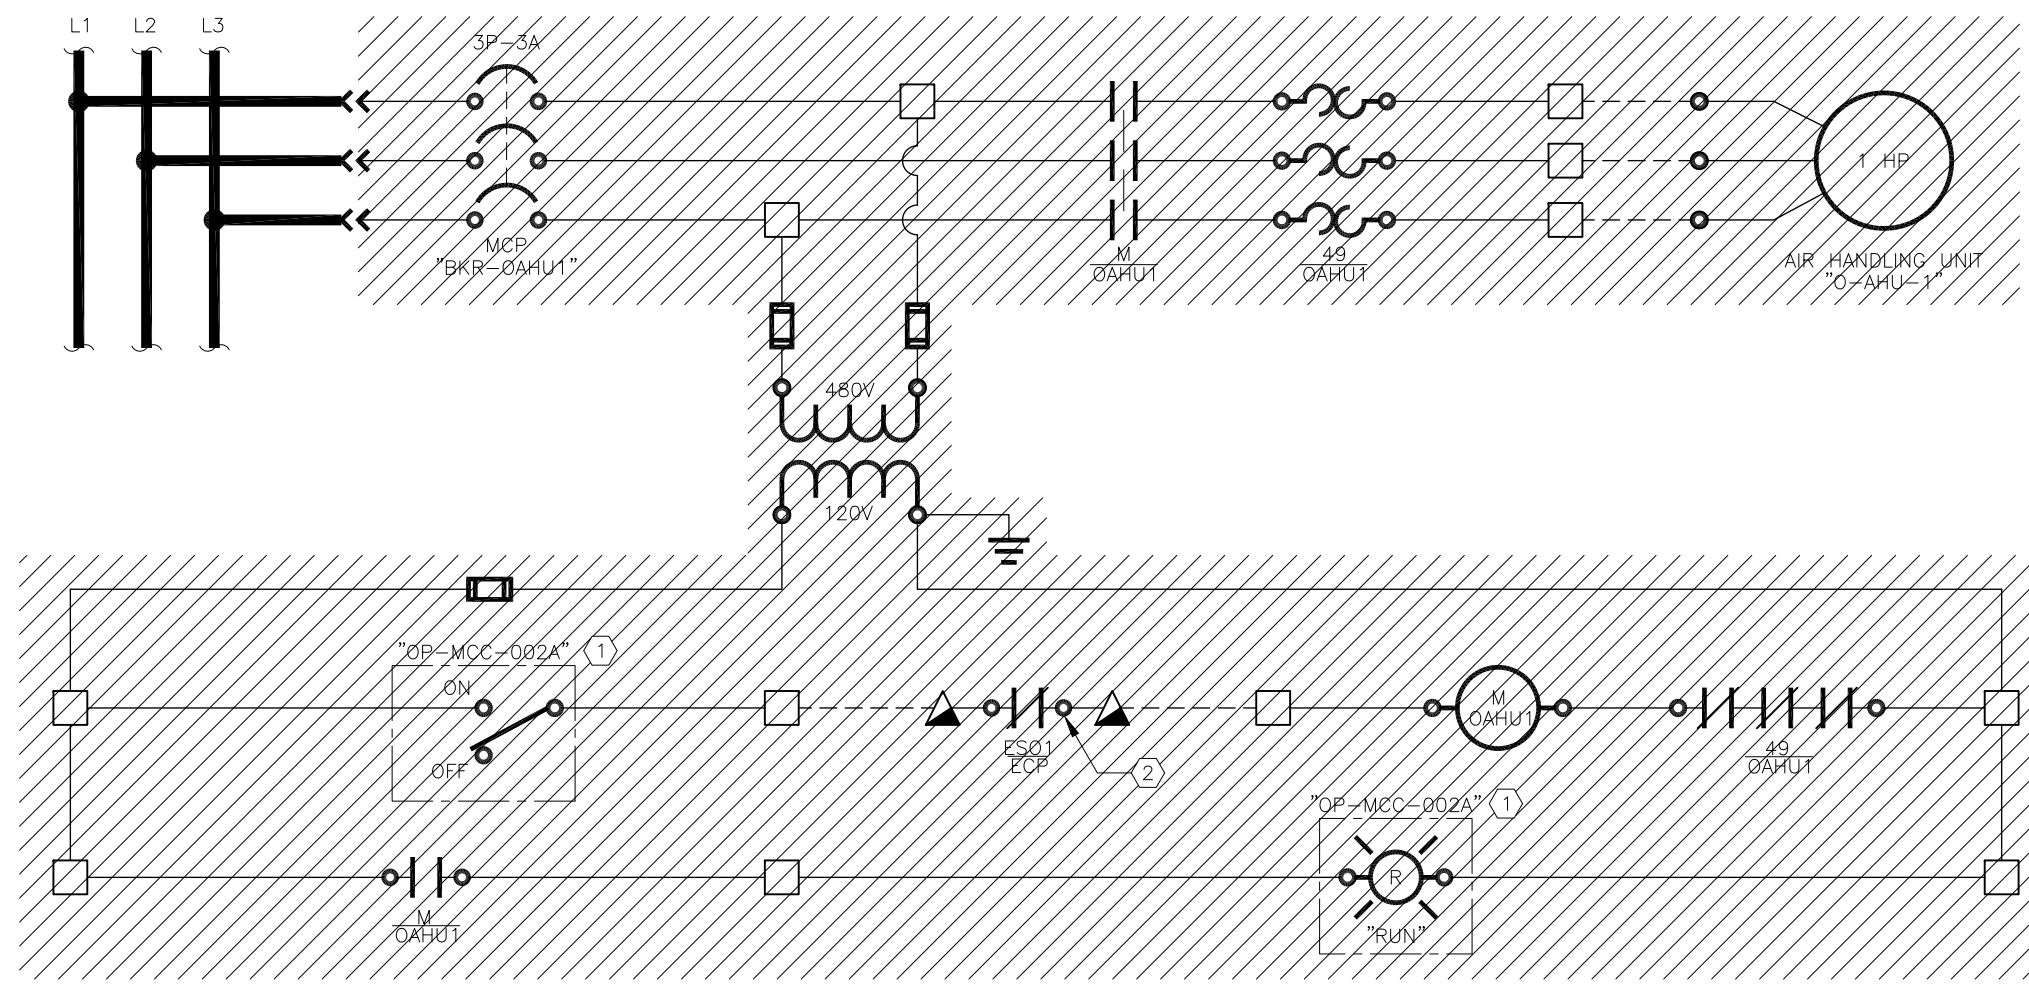 L1 L2 L3
3P-3A
1 HP
MCP
"BKR-OAHU1"
M
OAHU1
49
OAHU1
AIR HANDLING UNIT
"O-AHU-1"
480V
120V
"OP-MCC-002A" 1
ON
OFF
ES01
ECP
2
M
OAHU1
49
OAHU1
"OP-MCC-002A" 1
R
"RUN"
M
OAHU1